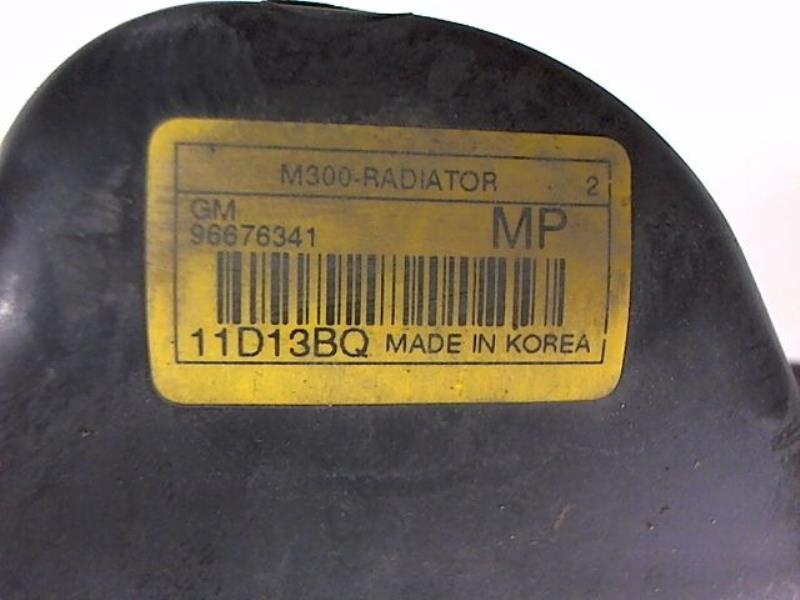 M300-RADIATOR 2
GM MP
96676341
11D13BQ MADE IN KOREA